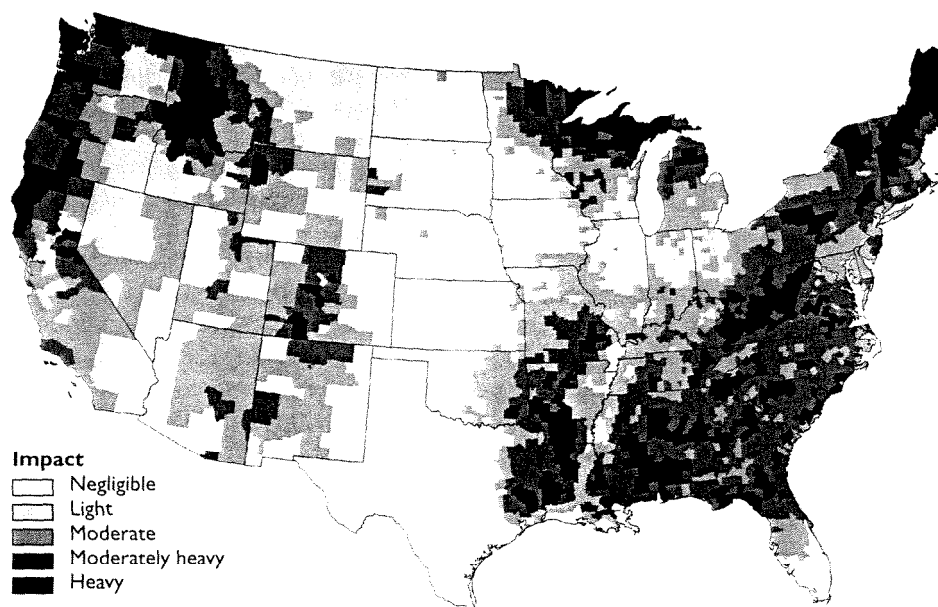 Impact
Negligible
Light
Moderate
Moderately heavy
Heavy